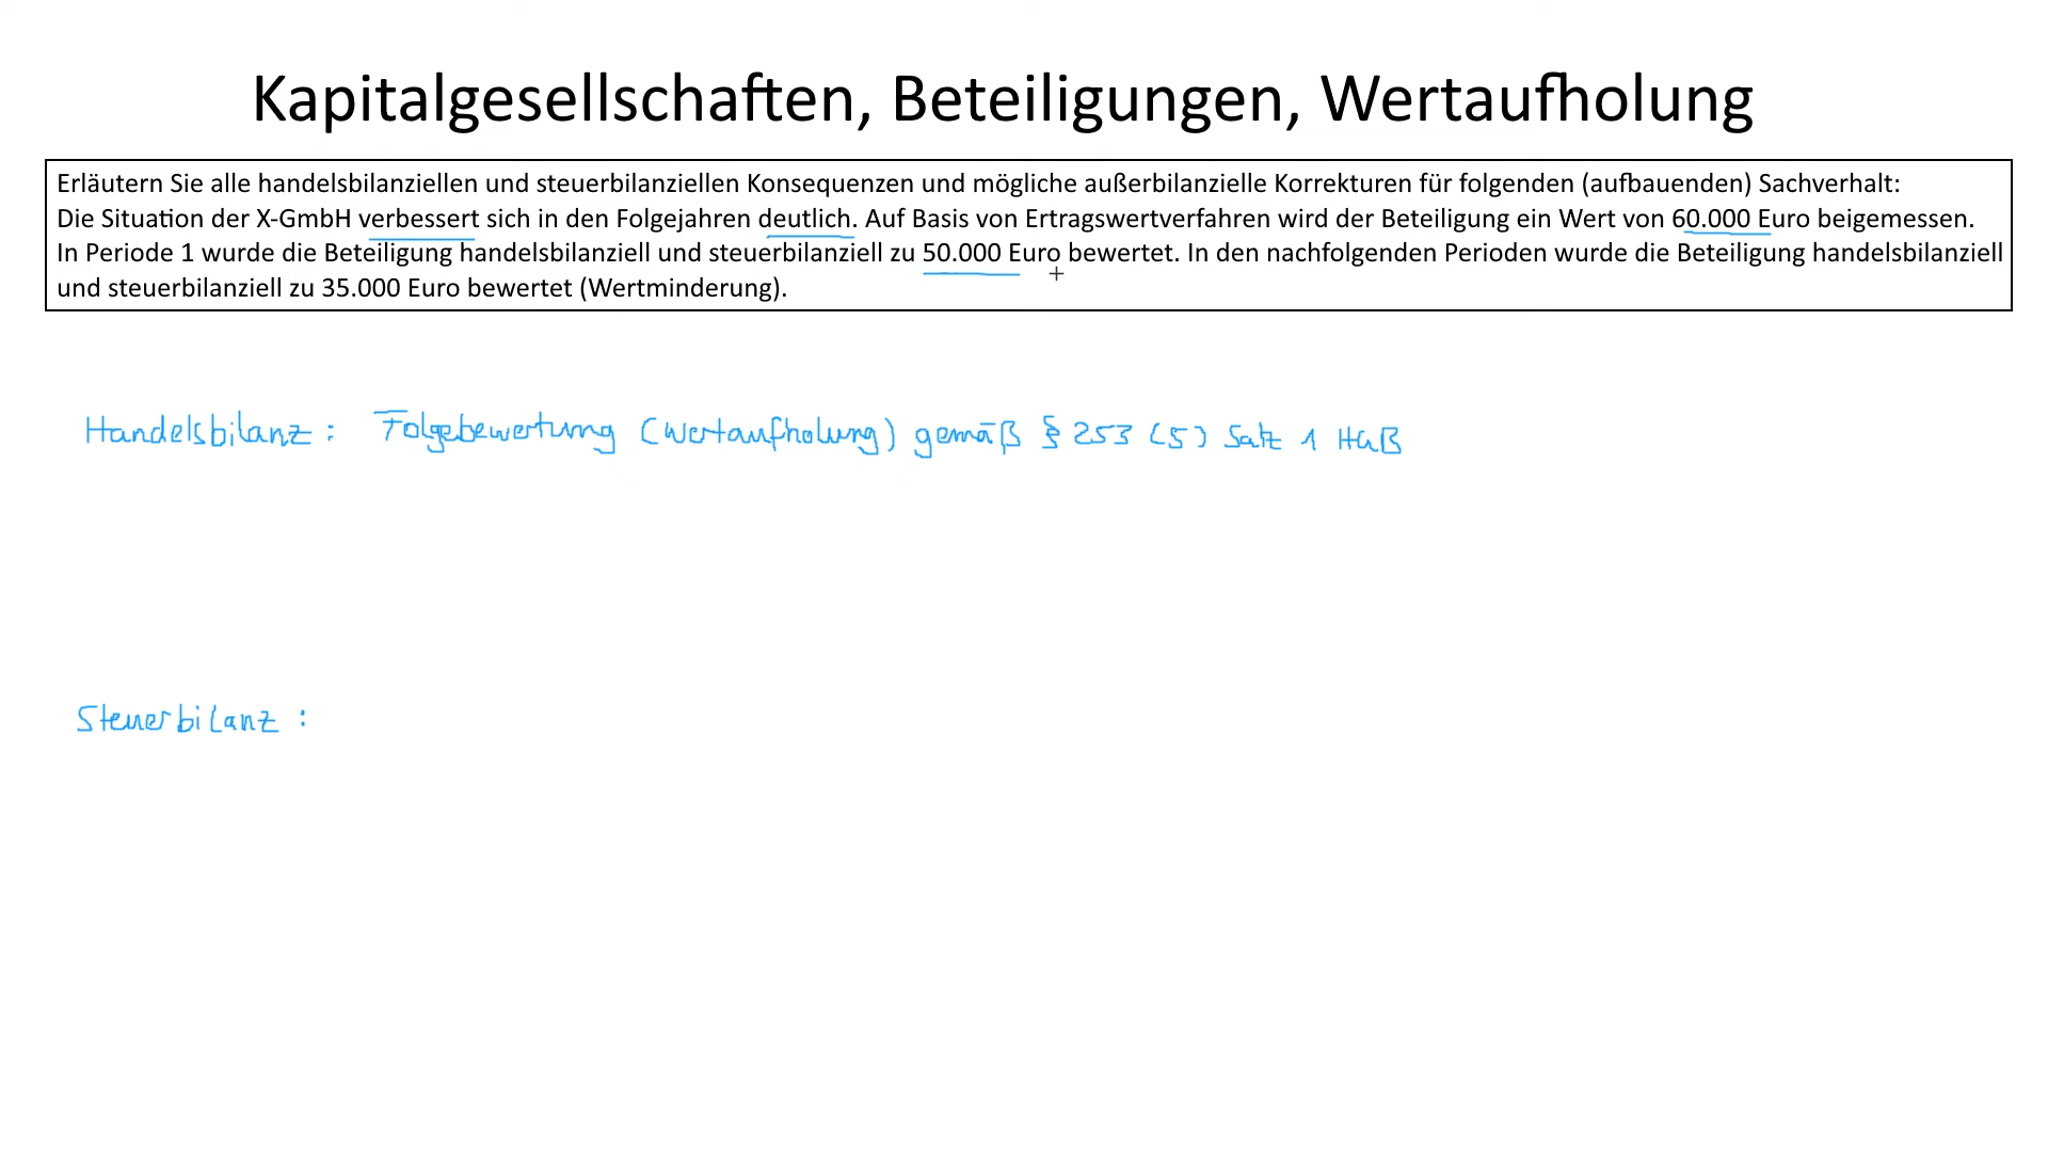 Kapitalgesellschaften, Beteiligungen, Wertaufholung
Erläutern Sie alle handelsbilanziellen und steuerbilanziellen Konsequenzen und mögliche außerbilanzielle Korrekturen für folgenden (aufbauenden) Sachverhalt:
Die Situation der X-GmbH verbessert sich in den Folgejahren deutlich. Auf Basis von Ertragswertverfahren wird der Beteiligung ein Wert von 60.000 Euro beigemessen.
In Periode 1 wurde die Beteiligung handelsbilanziell und steuerbilanziell zu 50.000 Euro bewertet. In den nachfolgenden Perioden wurde die Beteiligung handelsbilanziell
und steuerbilanziell zu 35.000 Euro bewertet (Wertminderung).
Handelsbilanz: Folgebewertung (Wertaufholung) gemäß § 253 (5) Satz 1 HGB
Steuerbilanz: